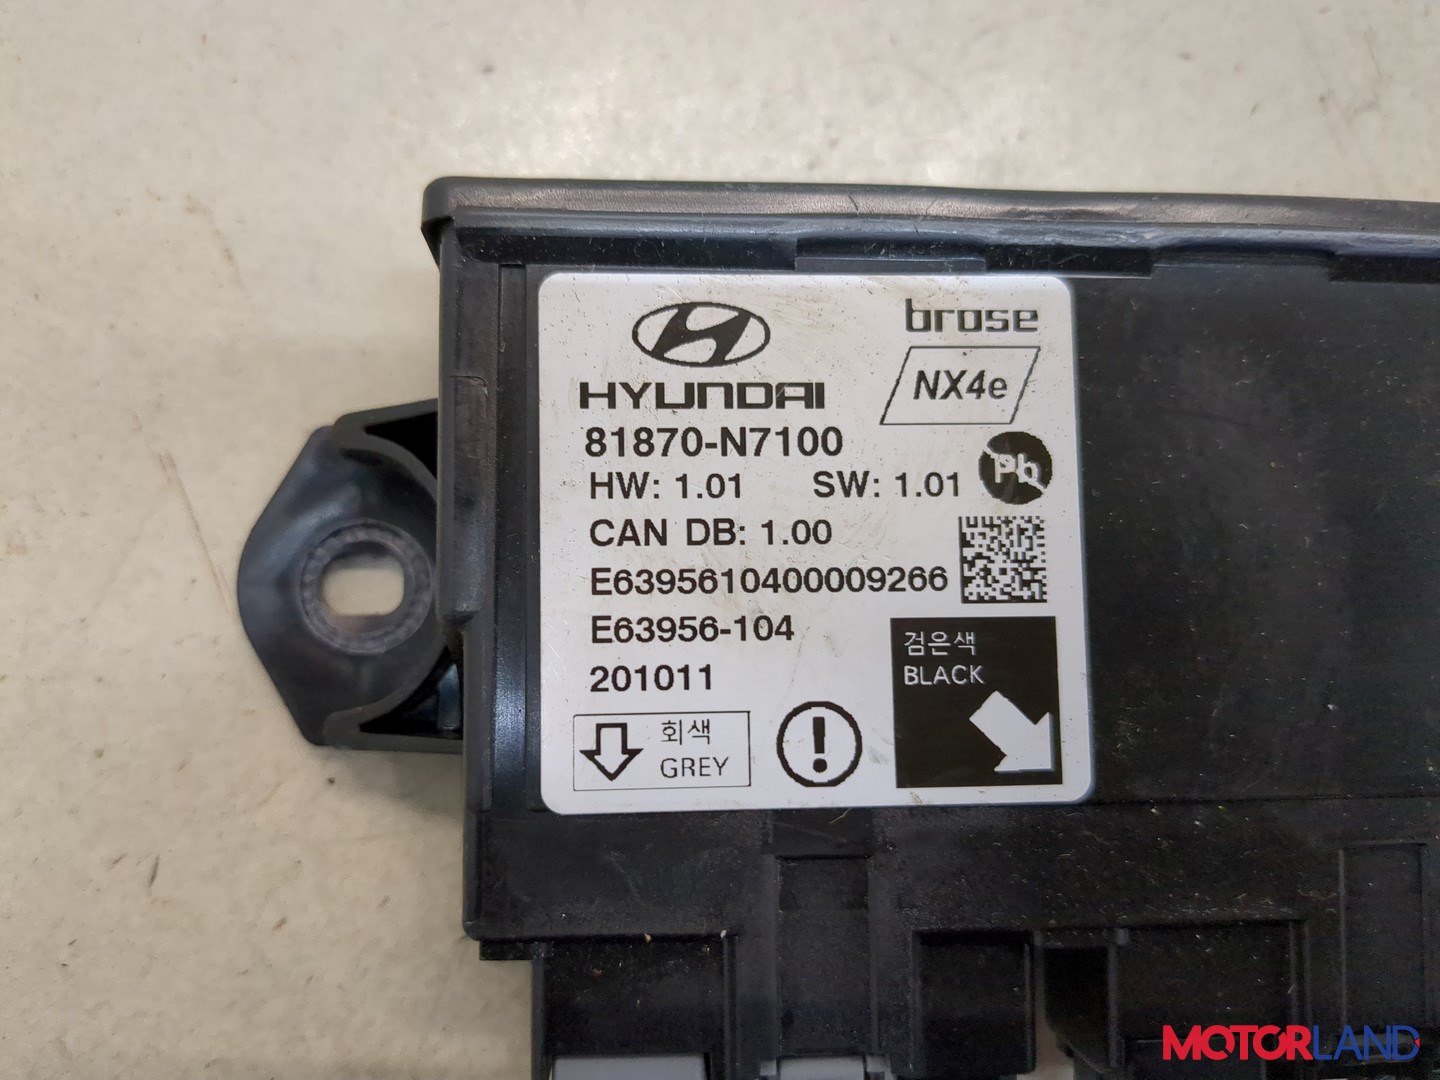 HYUNDAI
brose
NX4e
81870-N7100
HW: 1.01 SW: 1.01
Pb
CAN DB: 1.00
E6395610400009266
E63956-104
201011
검은색
BLACK
회색
GREY
MOTORLAND